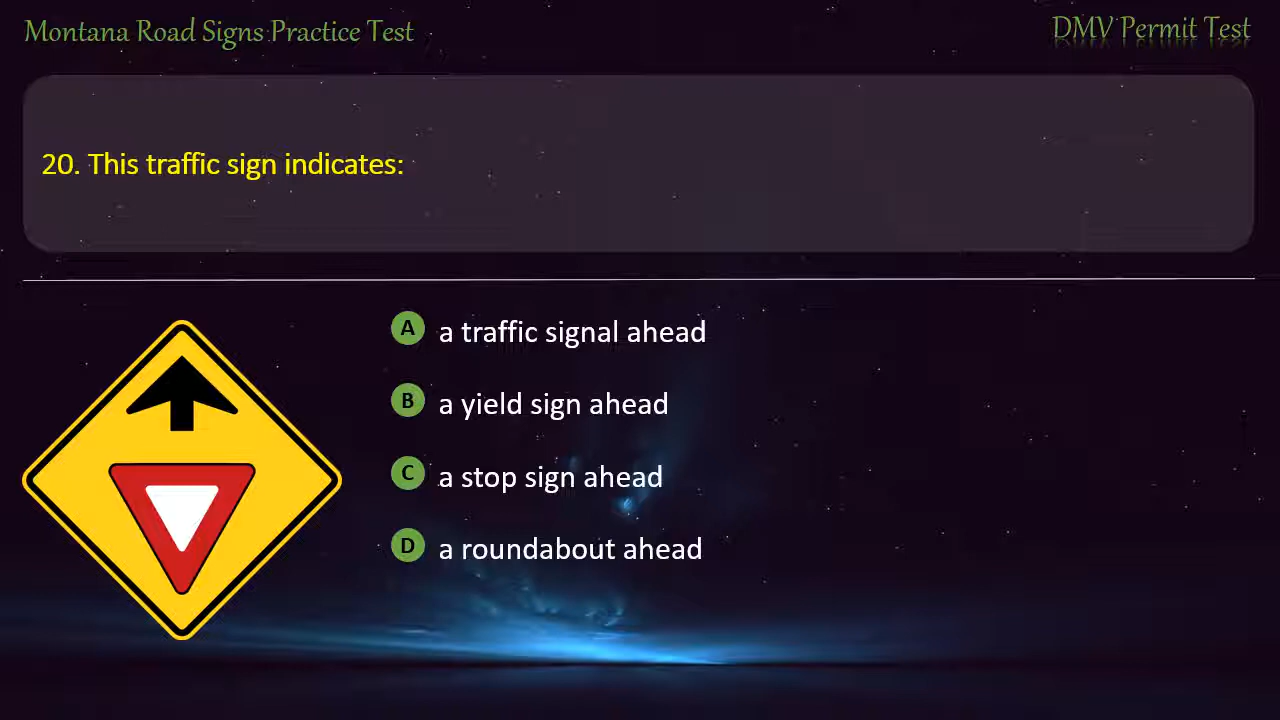 Montana Road Signs Practice Test
DMV Permit Test
20. This traffic sign indicates:
A a traffic signal ahead
B a yield sign ahead
C a stop sign ahead
D a roundabout ahead